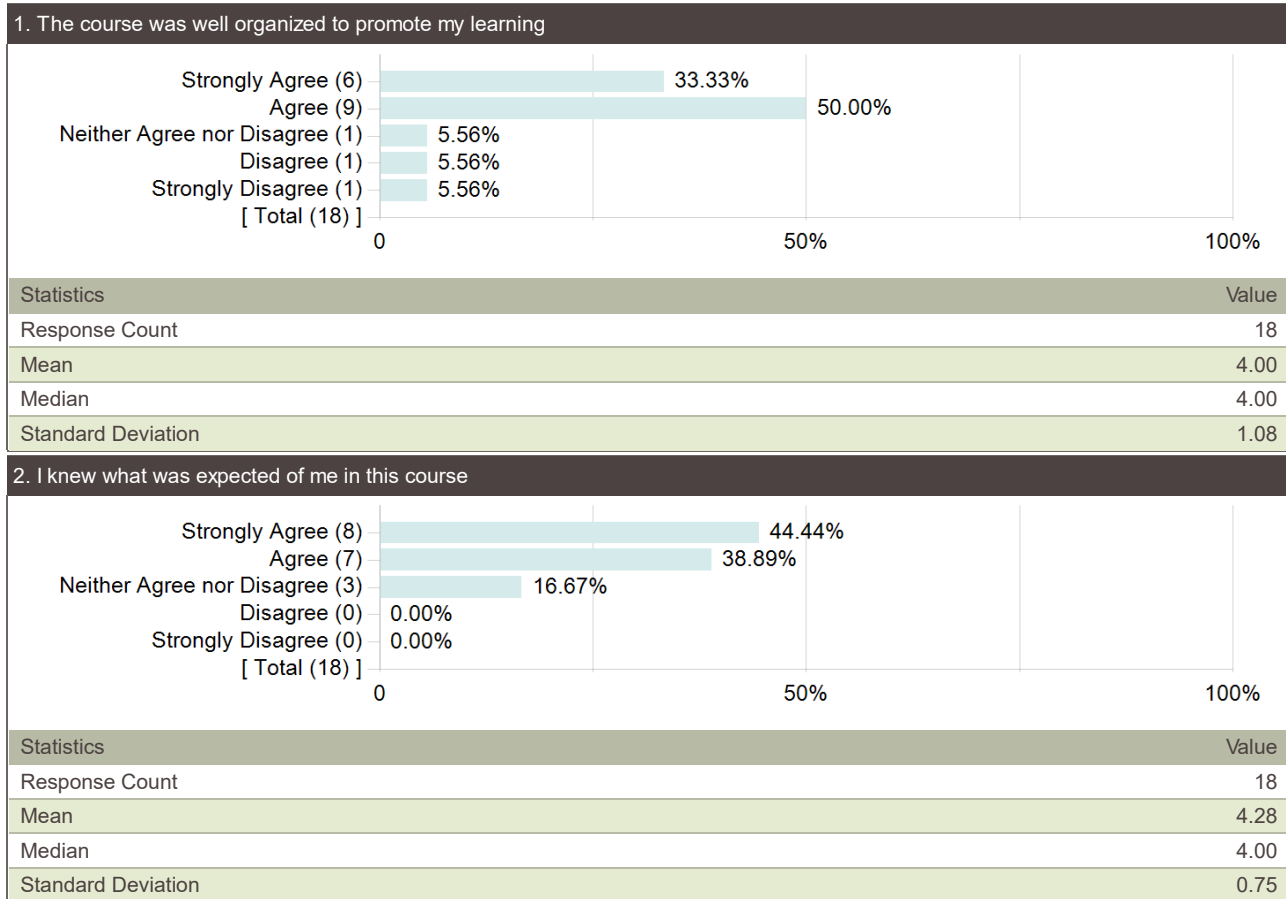 1. The course was well organized to promote my learning
Strongly Agree (6) 33.33%
Agree (9) 50.00%
Neither Agree nor Disagree (1) 5.56%
Disagree (1) 5.56%
Strongly Disagree (1) 5.56%
[ Total (18) ]
0 50% 100%
Statistics Value
Response Count 18
Mean 4.00
Median 4.00
Standard Deviation 1.08
2. I knew what was expected of me in this course
Strongly Agree (8) 44.44%
Agree (7) 38.89%
Neither Agree nor Disagree (3) 16.67%
Disagree (0) 0.00%
Strongly Disagree (0) 0.00%
[ Total (18) ]
0 50% 100%
Statistics Value
Response Count 18
Mean 4.28
Median 4.00
Standard Deviation 0.75